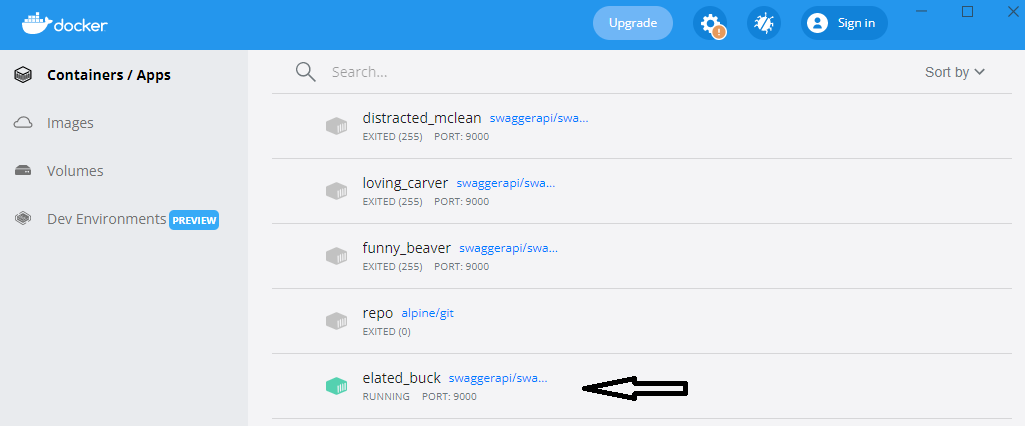 docker
Upgrade
Sign in
Containers / Apps
Images
Volumes
Dev Environments PREVIEW
Search...
Sort by
distracted_mclean swaggerapi/swa...
EXITED (255) PORT: 9000
loving_carver swaggerapi/swa...
EXITED (255) PORT: 9000
funny_beaver swaggerapi/swa...
EXITED (255) PORT: 9000
repo alpine/git
EXITED (0)
elated_buck swaggerapi/swa...
RUNNING PORT: 9000